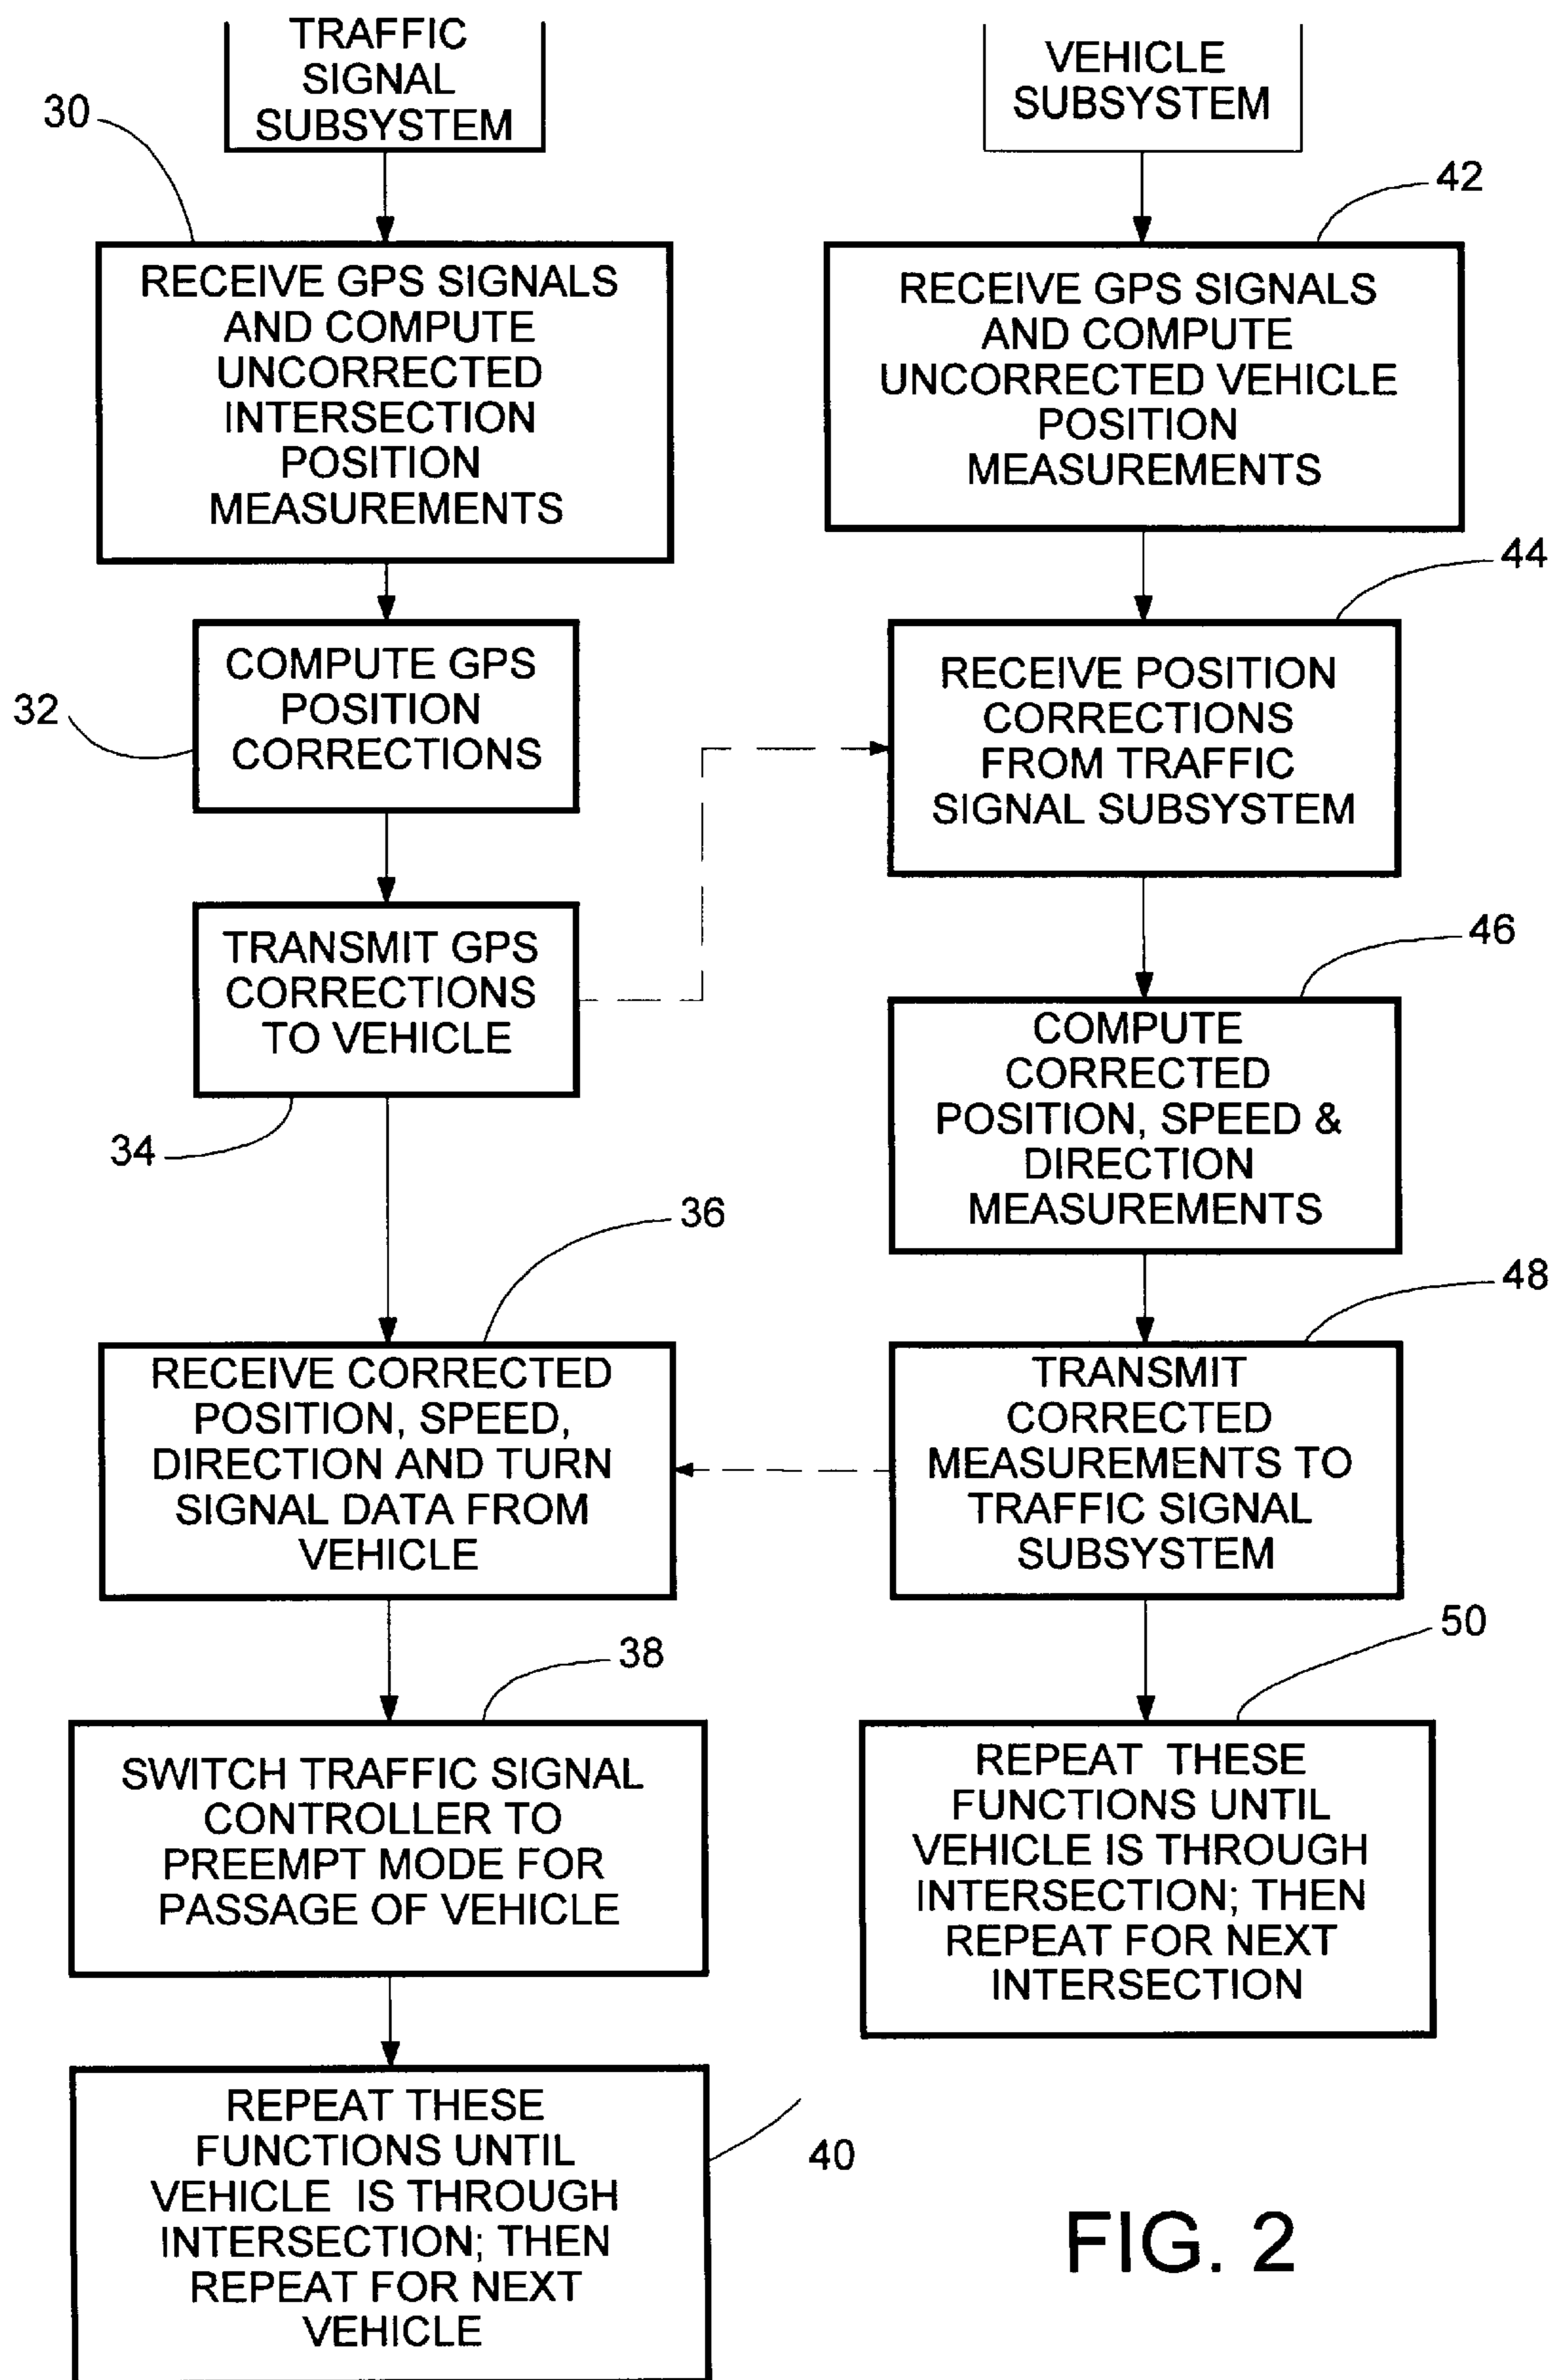 TRAFFIC
SIGNAL
SUBSYSTEM
30
RECEIVE GPS SIGNALS
AND COMPUTE
UNCORRECTED
INTERSECTION
POSITION
MEASUREMENTS
32
COMPUTE GPS
POSITION
CORRECTIONS
TRANSMIT GPS
CORRECTIONS
TO VEHICLE
34
36
RECEIVE CORRECTED
POSITION, SPEED,
DIRECTION AND TURN
SIGNAL DATA FROM
VEHICLE
38
SWITCH TRAFFIC SIGNAL
CONTROLLER TO
PREEMPT MODE FOR
PASSAGE OF VEHICLE
REPEAT THESE
FUNCTIONS UNTIL
VEHICLE IS THROUGH
INTERSECTION; THEN
REPEAT FOR NEXT
VEHICLE
40
VEHICLE
SUBSYSTEM
42
RECEIVE GPS SIGNALS
AND COMPUTE
UNCORRECTED VEHICLE
POSITION
MEASUREMENTS
44
RECEIVE POSITION
CORRECTIONS
FROM TRAFFIC
SIGNAL SUBSYSTEM
46
COMPUTE
CORRECTED
POSITION, SPEED &
DIRECTION
MEASUREMENTS
48
TRANSMIT
CORRECTED
MEASUREMENTS TO
TRAFFIC SIGNAL
SUBSYSTEM
50
REPEAT THESE
FUNCTIONS UNTIL
VEHICLE IS THROUGH
INTERSECTION; THEN
REPEAT FOR NEXT
INTERSECTION
FIG. 2